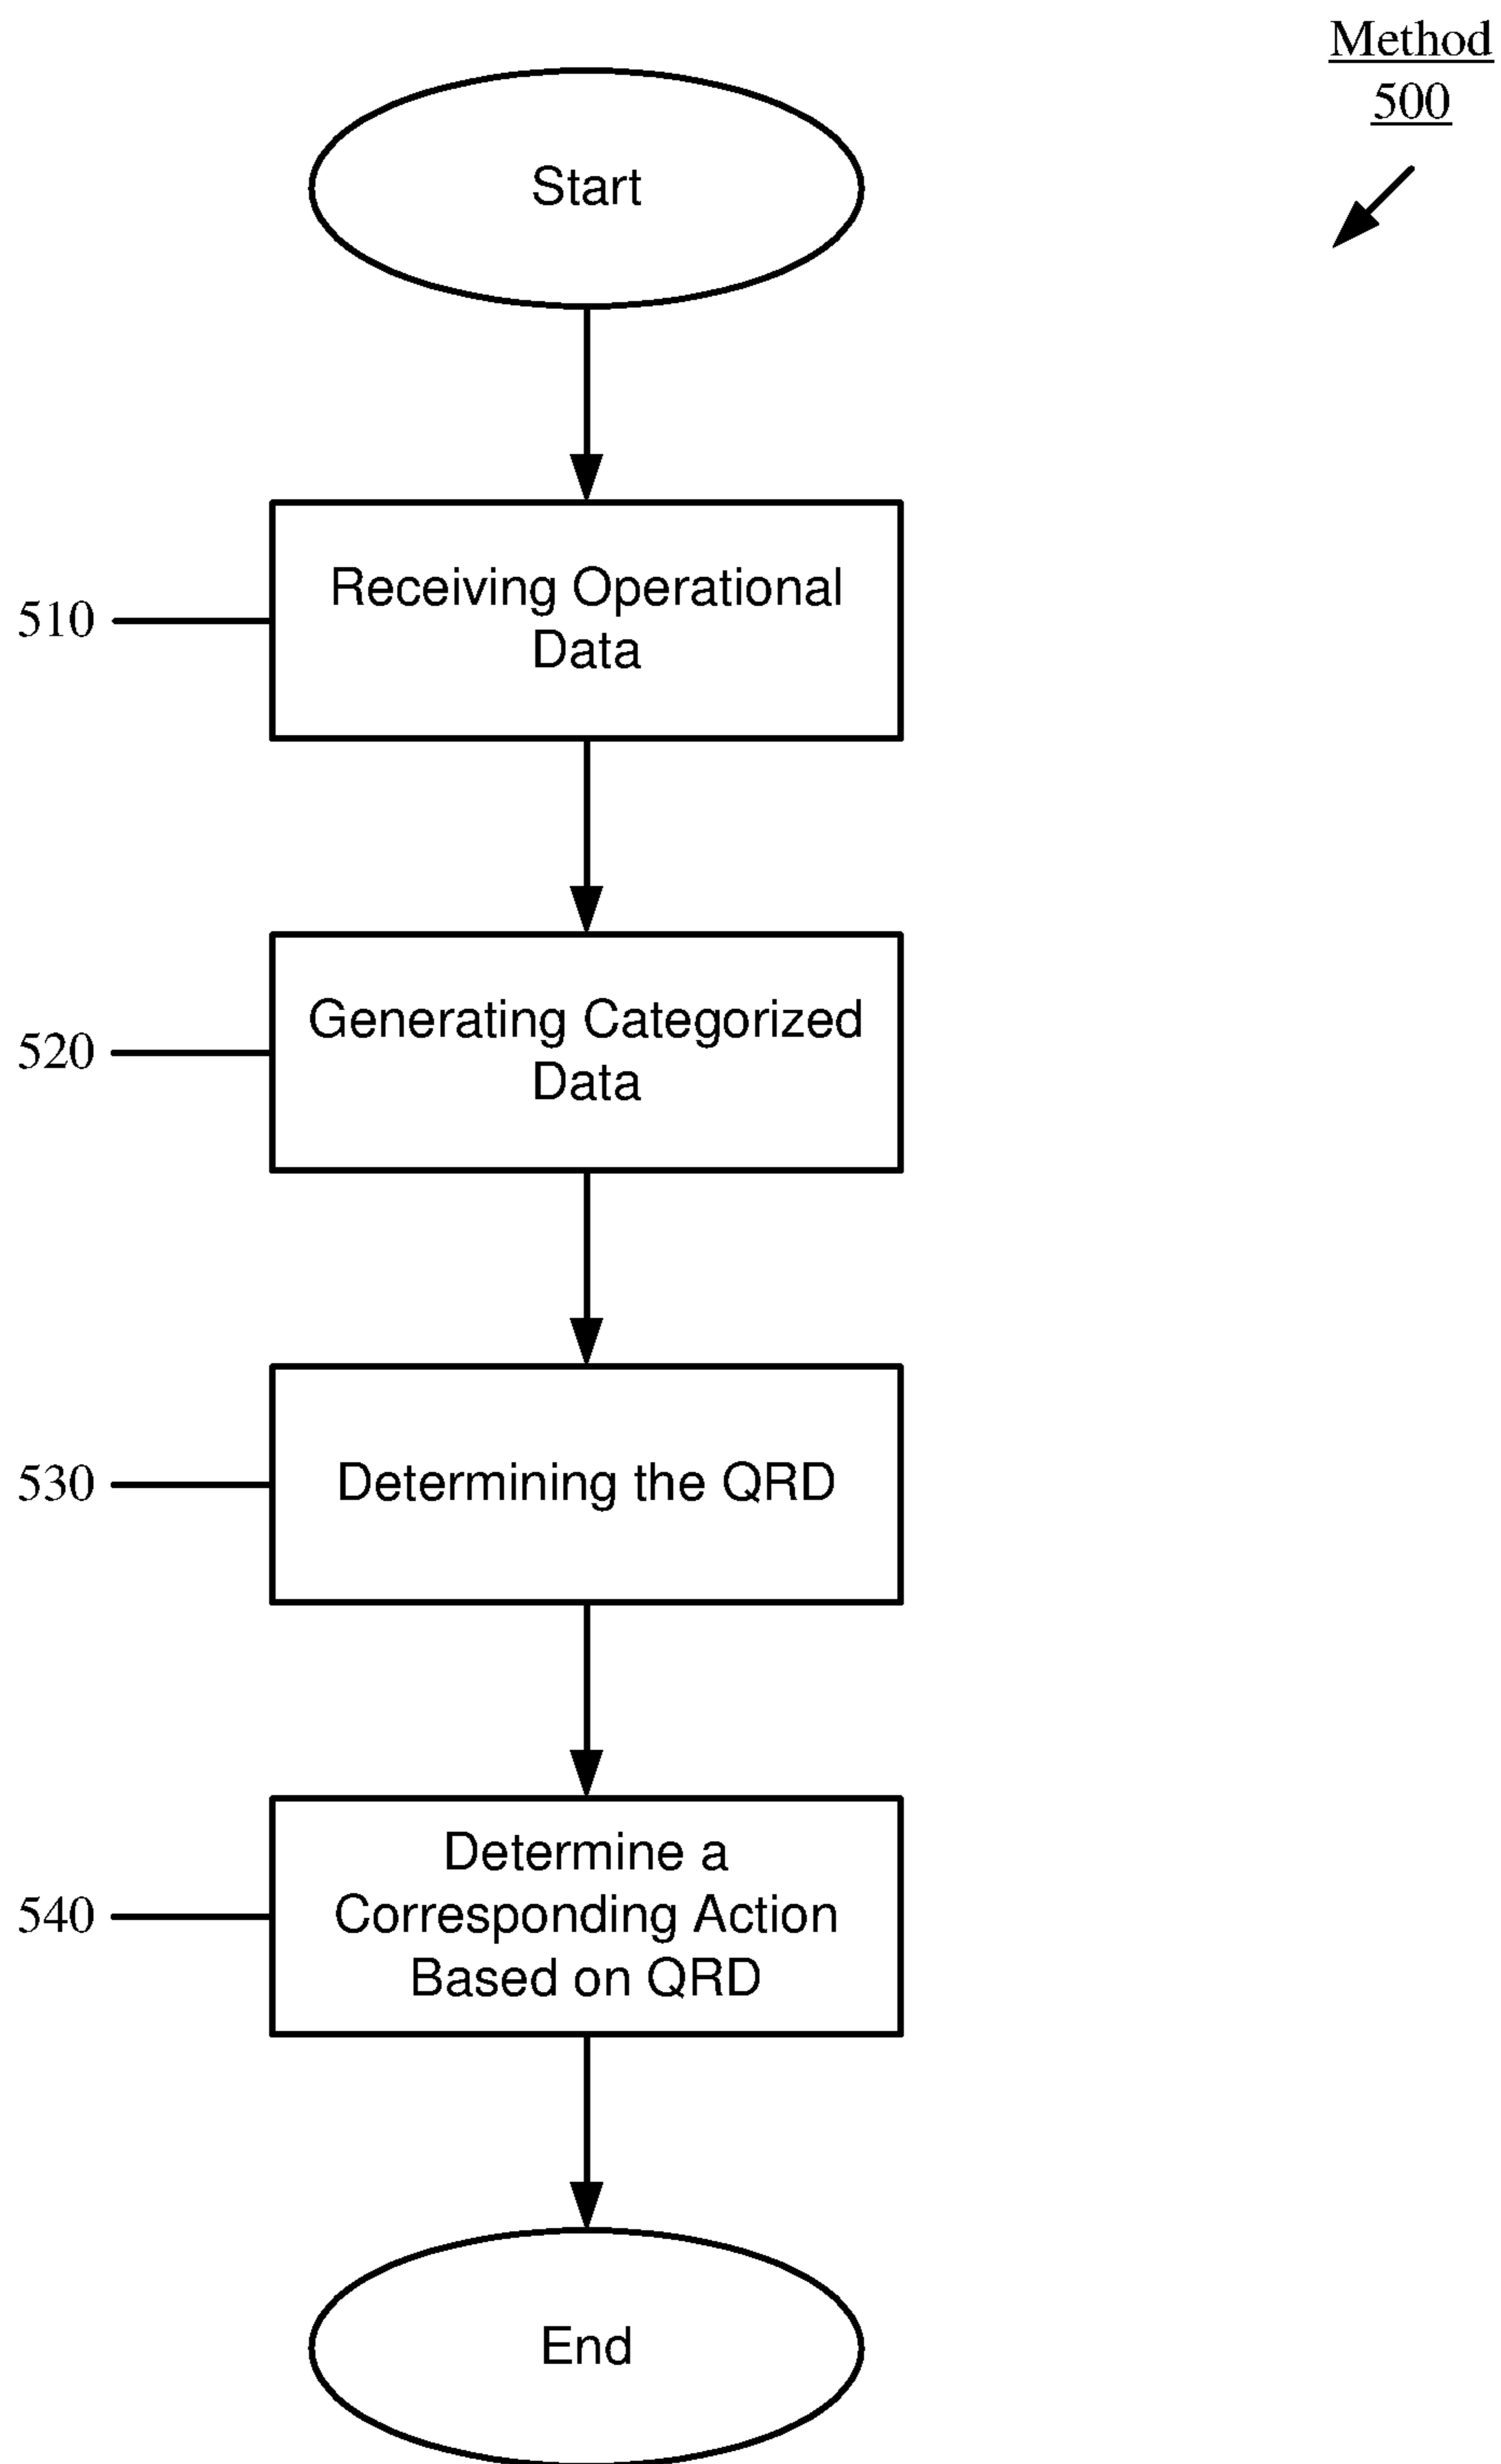 Method
500
Start
510
Receiving Operational
Data
520
Generating Categorized
Data
530
Determining the QRD
540
Determine a
Corresponding Action
Based on QRD
End